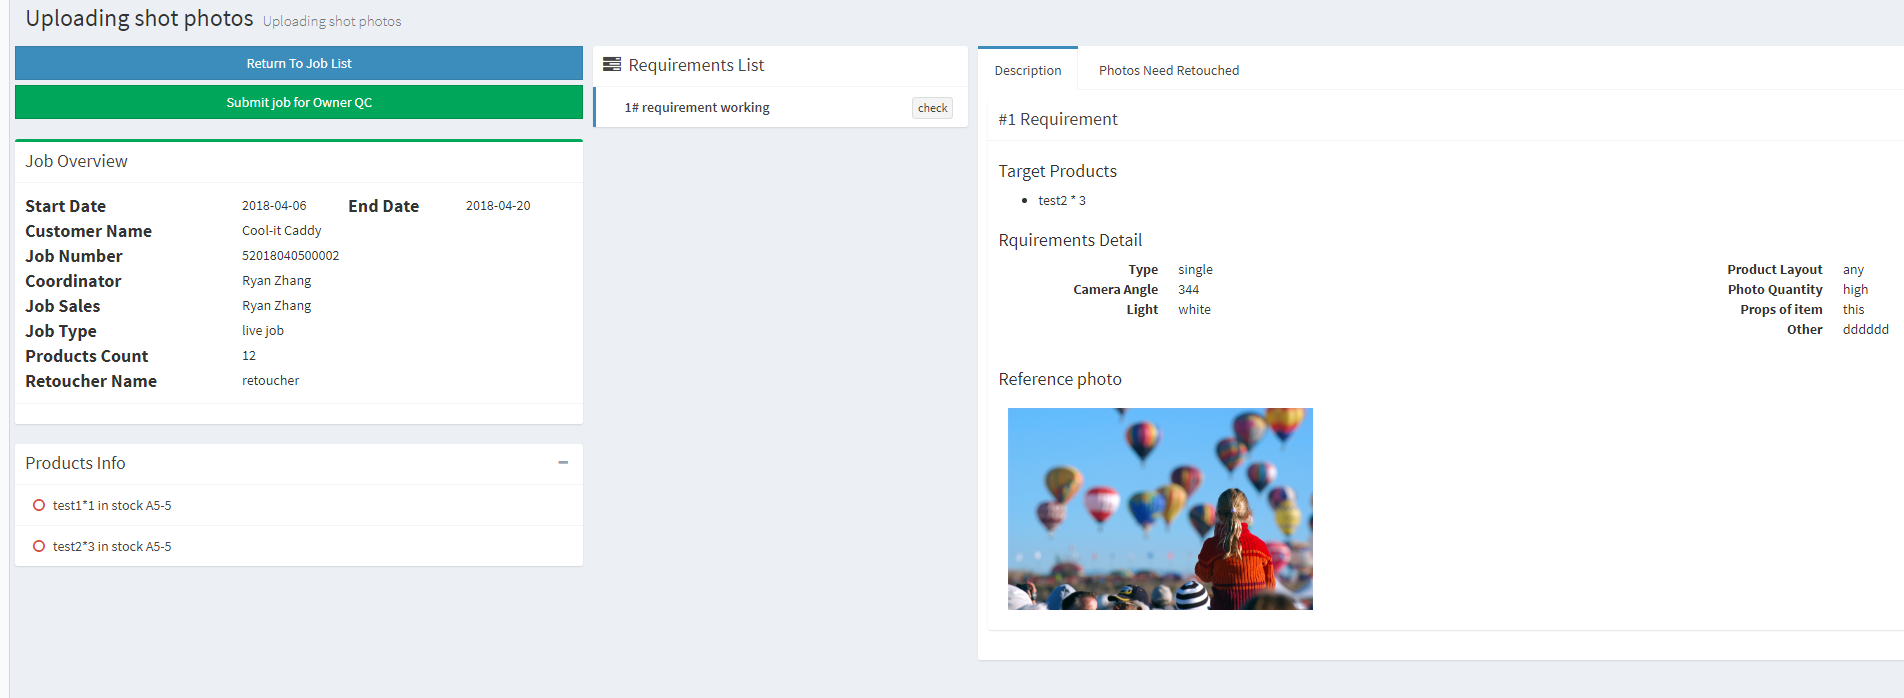 Uploading shot photos Uploading shot photos
Return To Job List
Submit job for Owner QC
Job Overview
Start Date 2018-04-06 End Date 2018-04-20
Customer Name Cool-it Caddy
Job Number 52018040500002
Coordinator Ryan Zhang
Job Sales Ryan Zhang
Job Type live job
Products Count 12
Retoucher Name retoucher
Products Info
test1*1 in stock A5-5
test2*3 in stock A5-5
Requirements List
1# requirement working check
Description Photos Need Retouched
#1 Requirement
Target Products
test2 * 3
Rquirements Detail
Type single Product Layout any
Camera Angle 344 Photo Quantity high
Light white Props of item this
Other dddddd
Reference photo